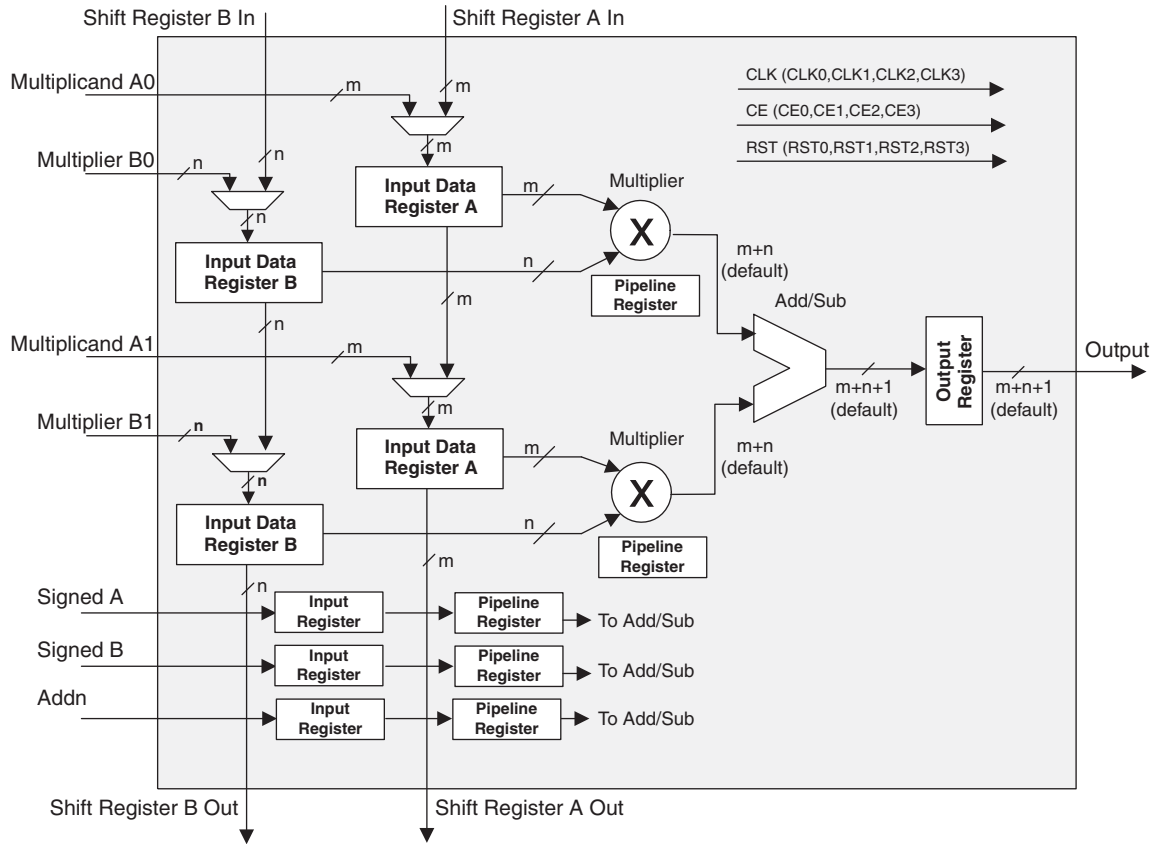 Shift Register B In
Shift Register A In
Multiplicand A0
m
m
CLK (CLK0,CLK1,CLK2,CLK3)
CE (CE0,CE1,CE2,CE3)
RST (RST0,RST1,RST2,RST3)
m
Multiplier B0
n
n
n
Input Data
Register A
m
Multiplier
X
m+n
(default)
Input Data
Register B
n
Pipeline
Register
m
n
Add/Sub
Multiplicand A1
m
m
Output
Register
Output
m+n+1
(default)
m+n+1
(default)
Multiplier B1
n
n
Input Data
Register A
m
Multiplier
X
m+n
(default)
Input Data
Register B
n
Pipeline
Register
m
n
Signed A
Input
Register
Pipeline
Register
To Add/Sub
Signed B
Input
Register
Pipeline
Register
To Add/Sub
Addn
Input
Register
Pipeline
Register
To Add/Sub
Shift Register B Out
Shift Register A Out